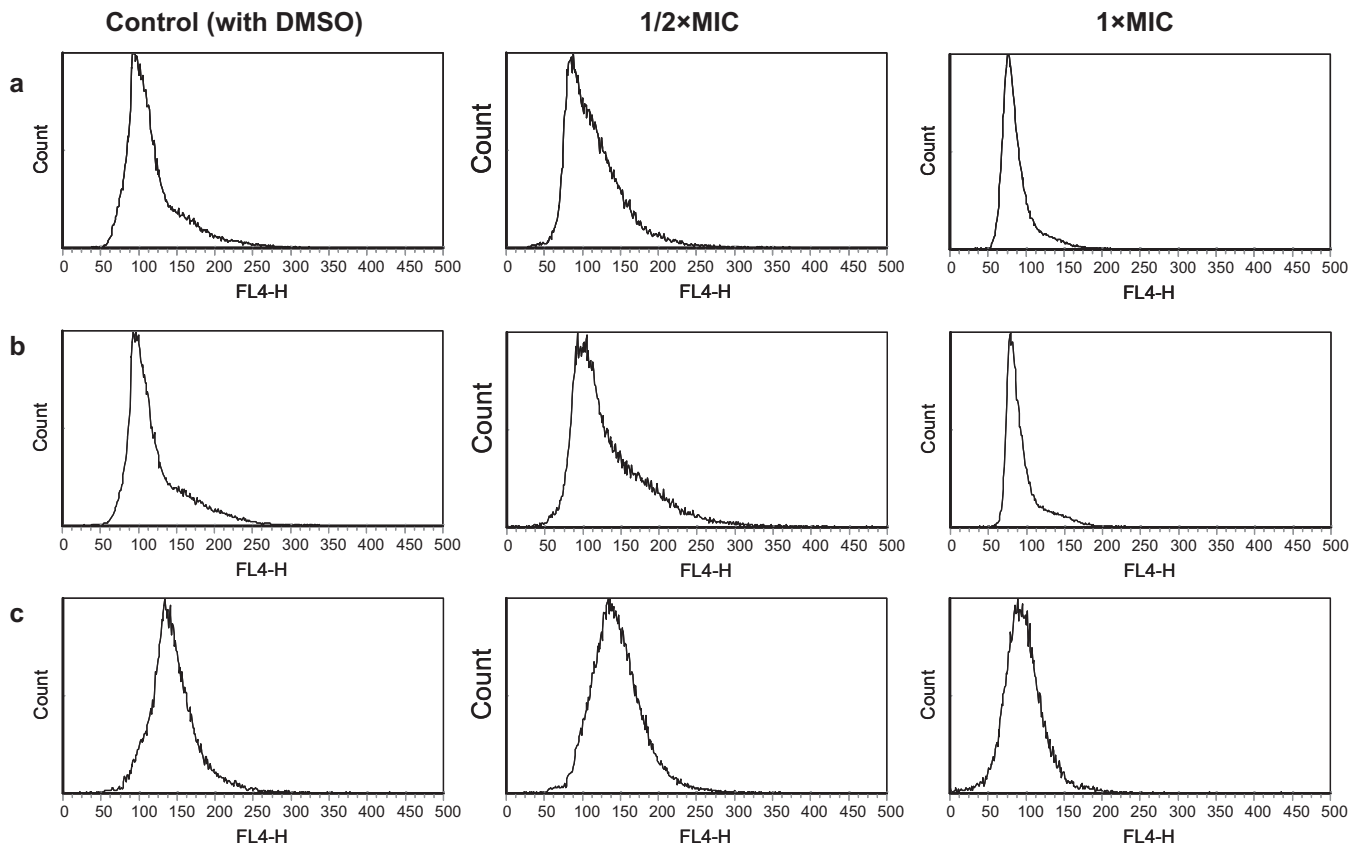 Control (with DMSO) 1/2×MIC 1×MIC
a
Count Count Count
0 50 100 150 200 250 300 350 400 450 500 0 50 100 150 200 250 300 350 400 450 500 0 50 100 150 200 250 300 350 400 450 500
FL4-H FL4-H FL4-H
b
Count Count Count
0 50 100 150 200 250 300 350 400 450 500 0 50 100 150 200 250 300 350 400 450 500 0 50 100 150 200 250 300 350 400 450 500
FL4-H FL4-H FL4-H
c
Count Count Count
0 50 100 150 200 250 300 350 400 450 500 0 50 100 150 200 250 300 350 400 450 500 0 50 100 150 200 250 300 350 400 450 500
FL4-H FL4-H FL4-H